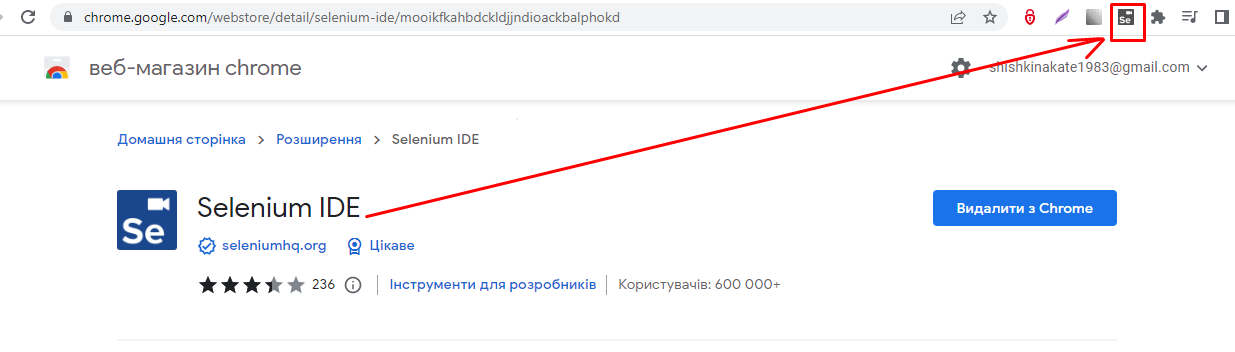 chrome.google.com/webstore/detail/selenium-ide/mooikfkahbdckldjjndioackbalphokd
Se
веб-магазин chrome
shishkinakate1983@gmail.com
Домашня сторінка > Розширення > Selenium IDE
Se
Selenium IDE
Видалити з Chrome
seleniumhq.org Цікаве
236 Інструменти для розробників Користувачів: 600 000+